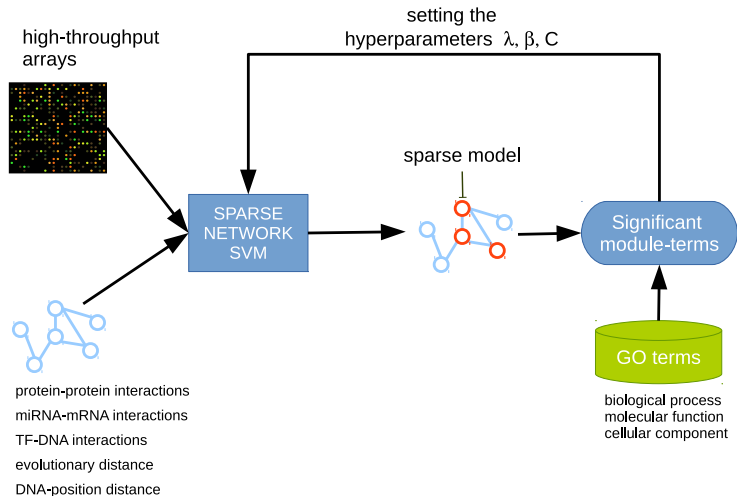 setting the
hyperparameters λ, β, C
high-throughput
arrays
sparse model
SPARSE
NETWORK
SVM
Significant
module-terms
GO terms
biological process
molecular function
cellular component
protein-protein interactions
miRNA-mRNA interactions
TF-DNA interactions
evolutionary distance
DNA-position distance